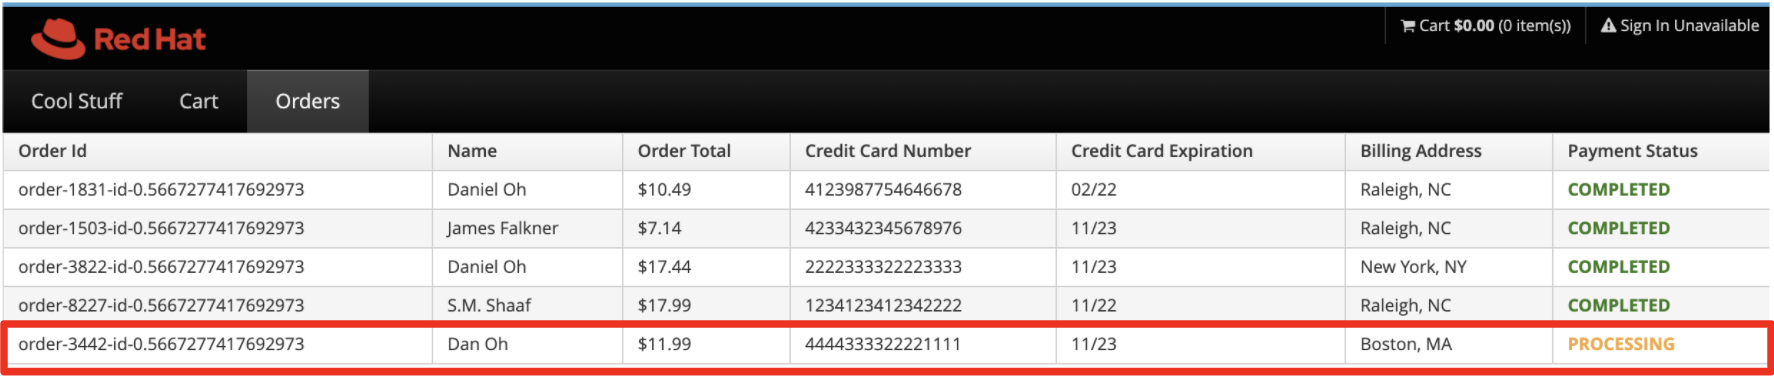 Red Hat
Cart $0.00 (0 item(s)) Sign In Unavailable
Cool Stuff Cart Orders
Order Id Name Order Total Credit Card Number Credit Card Expiration Billing Address Payment Status
order-1831-id-0.5667277417692973 Daniel Oh $10.49 4123987754646678 02/22 Raleigh, NC COMPLETED
order-1503-id-0.5667277417692973 James Falkner $7.14 4233432345678976 11/23 Raleigh, NC COMPLETED
order-3822-id-0.5667277417692973 Daniel Oh $17.44 2222333322223333 11/23 New York, NY COMPLETED
order-8227-id-0.5667277417692973 S.M. Shaaf $17.99 1234123412342222 11/22 Raleigh, NC COMPLETED
order-3442-id-0.5667277417692973 Dan Oh $11.99 4444333322221111 11/23 Boston, MA PROCESSING